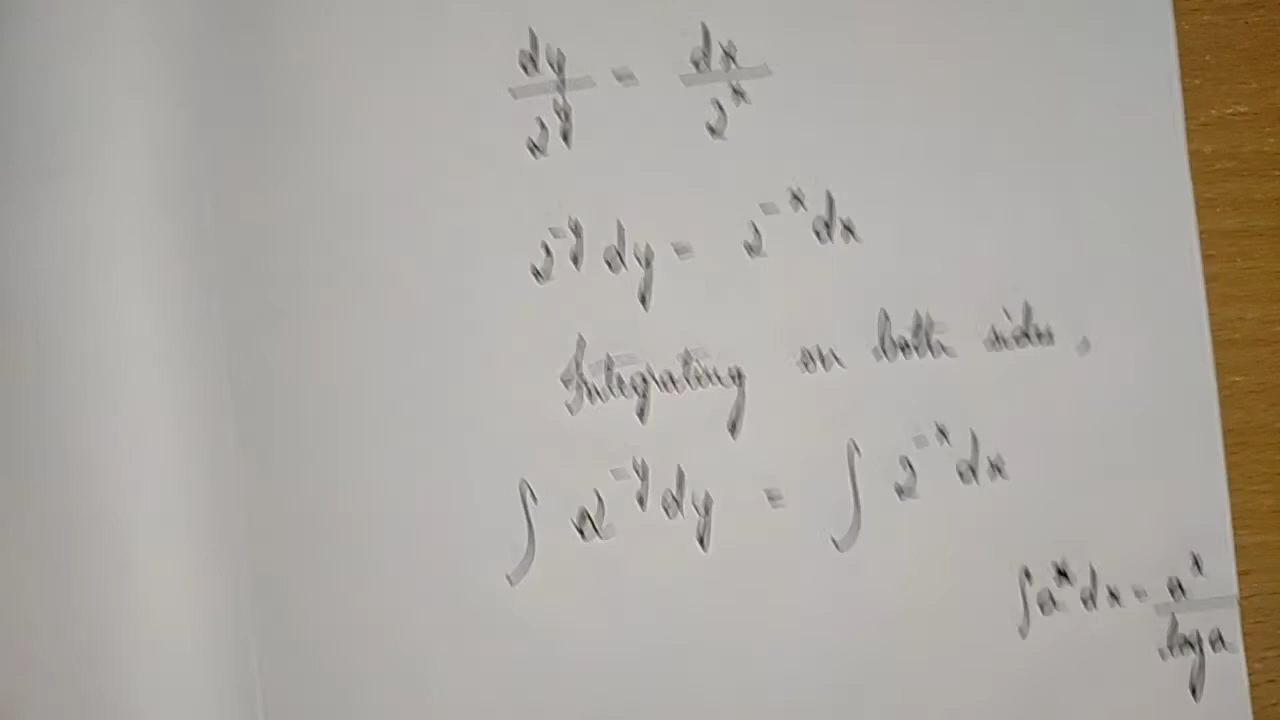 dy/2^y = dx/2^x
2^-y dy = 2^-x dx
Integrating on both sides,
∫ 2^-y dy = ∫ 2^-x dx
∫a^x dx = a^x/log a